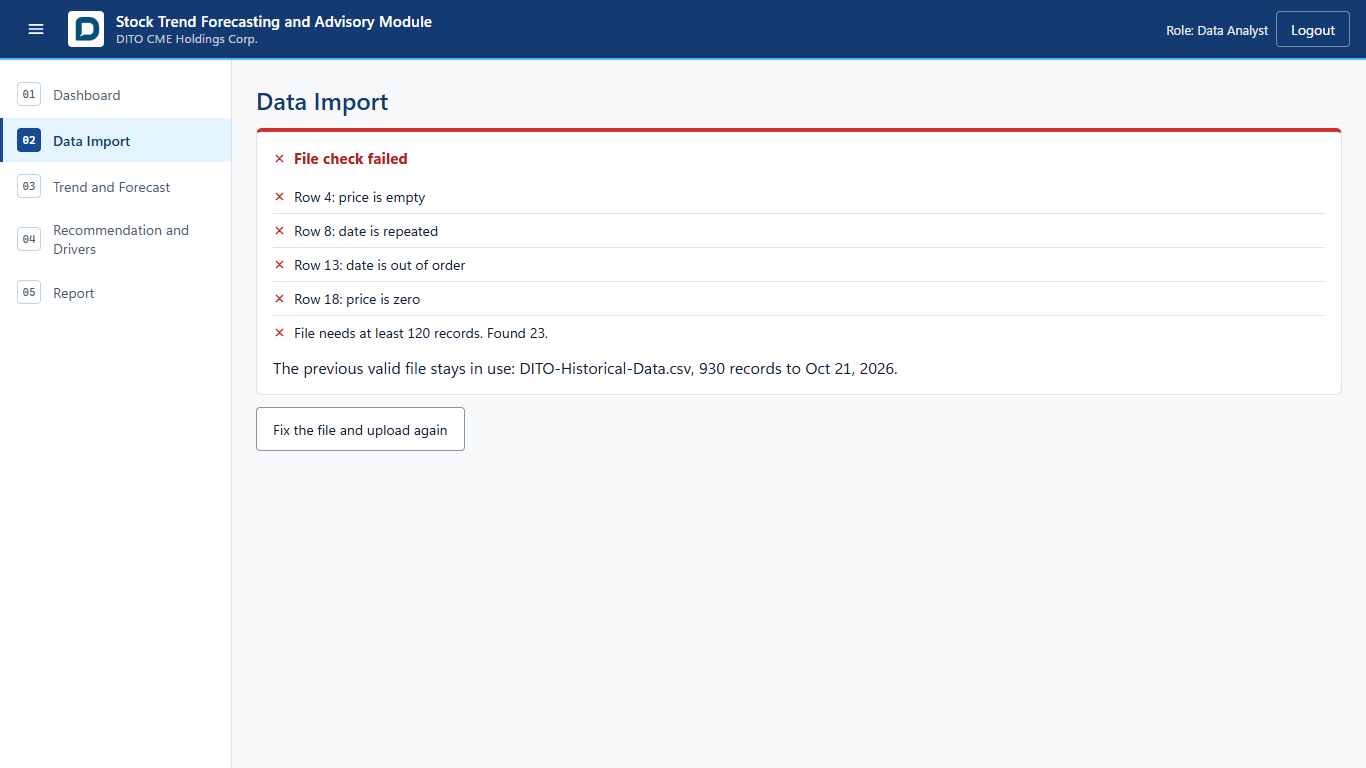 Stock Trend Forecasting and Advisory Module
DITO CME Holdings Corp.
Role: Data Analyst
Logout
01 Dashboard
02 Data Import
03 Trend and Forecast
04 Recommendation and
Drivers
05 Report
Data Import
× File check failed
× Row 4: price is empty
× Row 8: date is repeated
× Row 13: date is out of order
× Row 18: price is zero
× File needs at least 120 records. Found 23.
The previous valid file stays in use: DITO-Historical-Data.csv, 930 records to Oct 21, 2026.
Fix the file and upload again